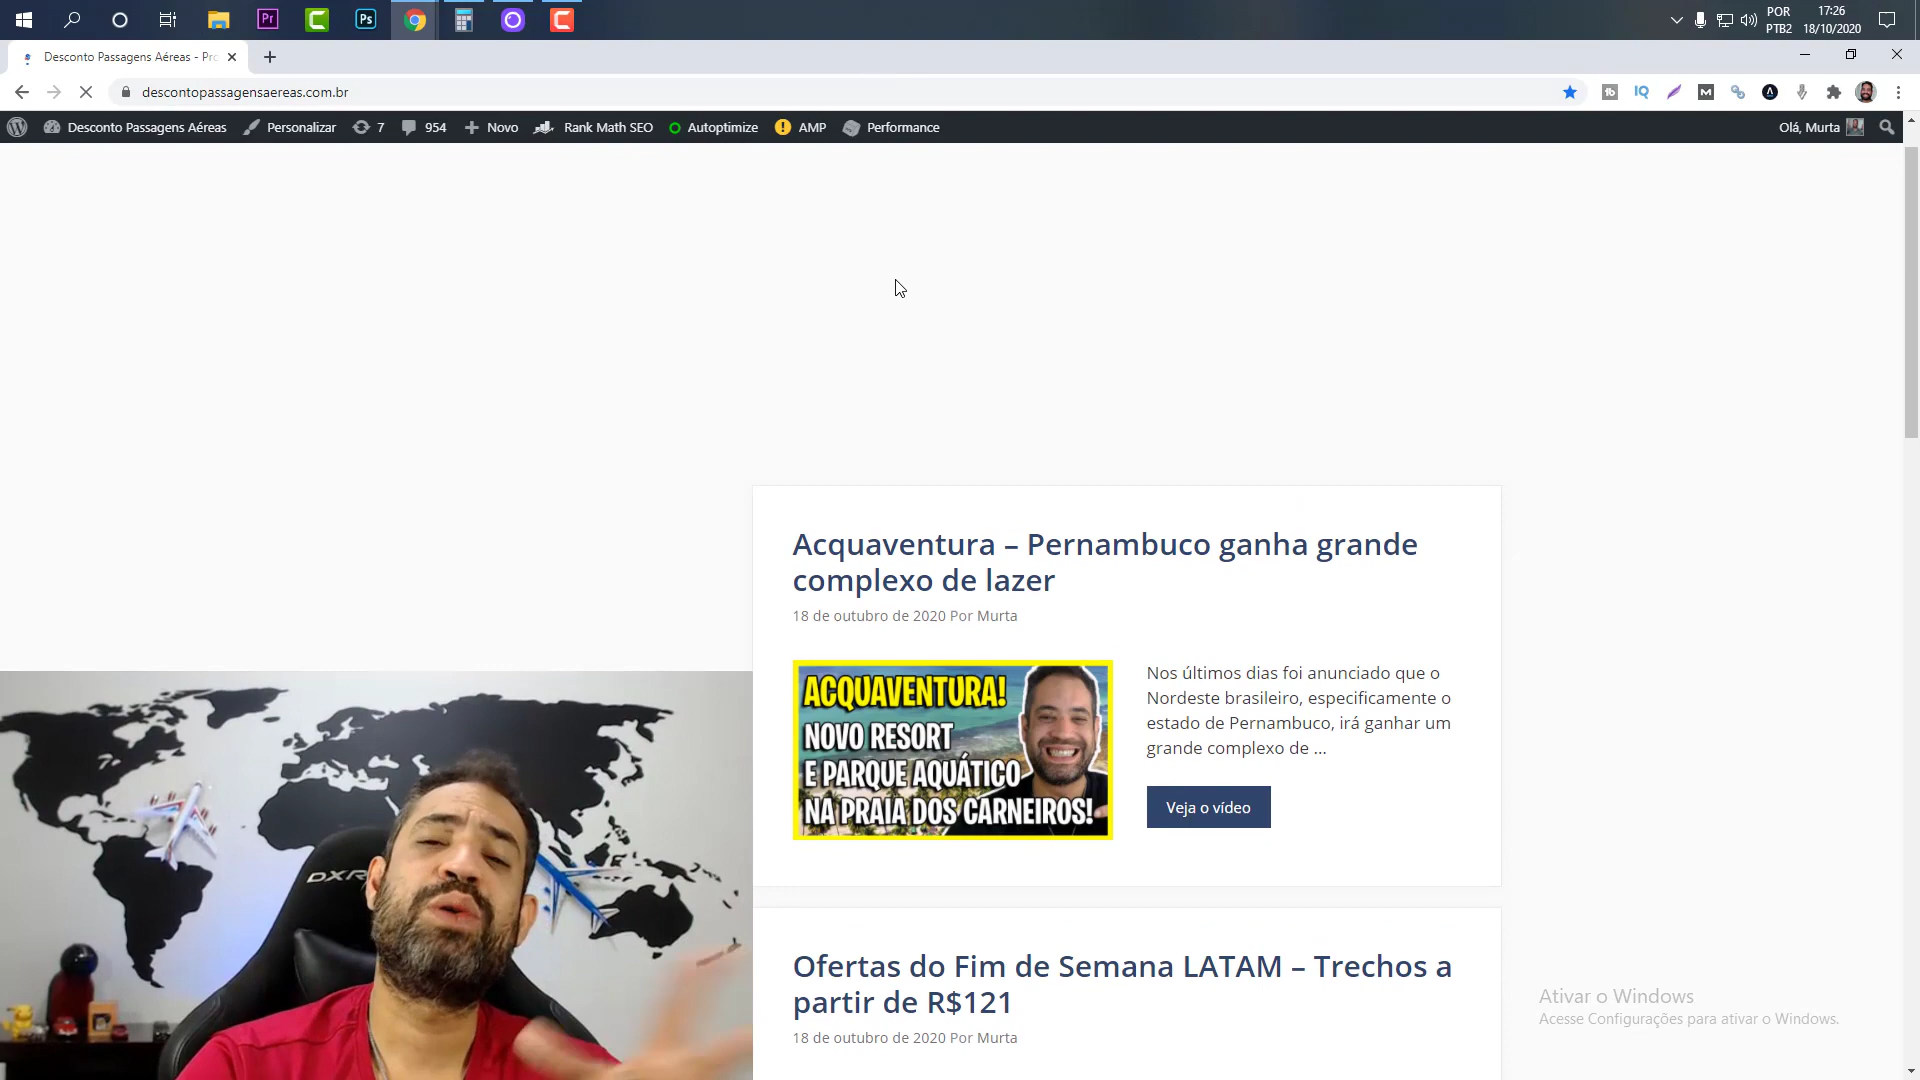 Pr
Ps
POR
PTB2
17:26
18/10/2020
Desconto Passagens Aéreas - Pro
descontopassagensaereas.com.br
IQ
M
Desconto Passagens Aéreas
Personalizar
7
954
Novo
Rank Math SEO
Autoptimize
AMP
Performance
Olá, Murta
Acquaventura – Pernambuco ganha grande
complexo de lazer
18 de outubro de 2020 Por Murta
ACQUAVENTURA!
NOVO RESORT
E PARQUE AQUÁTICO
NA PRAIA DOS CARNEIROS!
Nos últimos dias foi anunciado que o
Nordeste brasileiro, especificamente o
estado de Pernambuco, irá ganhar um
grande complexo de ...
Veja o vídeo
DXR
Ofertas do Fim de Semana LATAM – Trechos a
partir de R$121
18 de outubro de 2020 Por Murta
Ativar o Windows
Acesse Configurações para ativar o Windows.